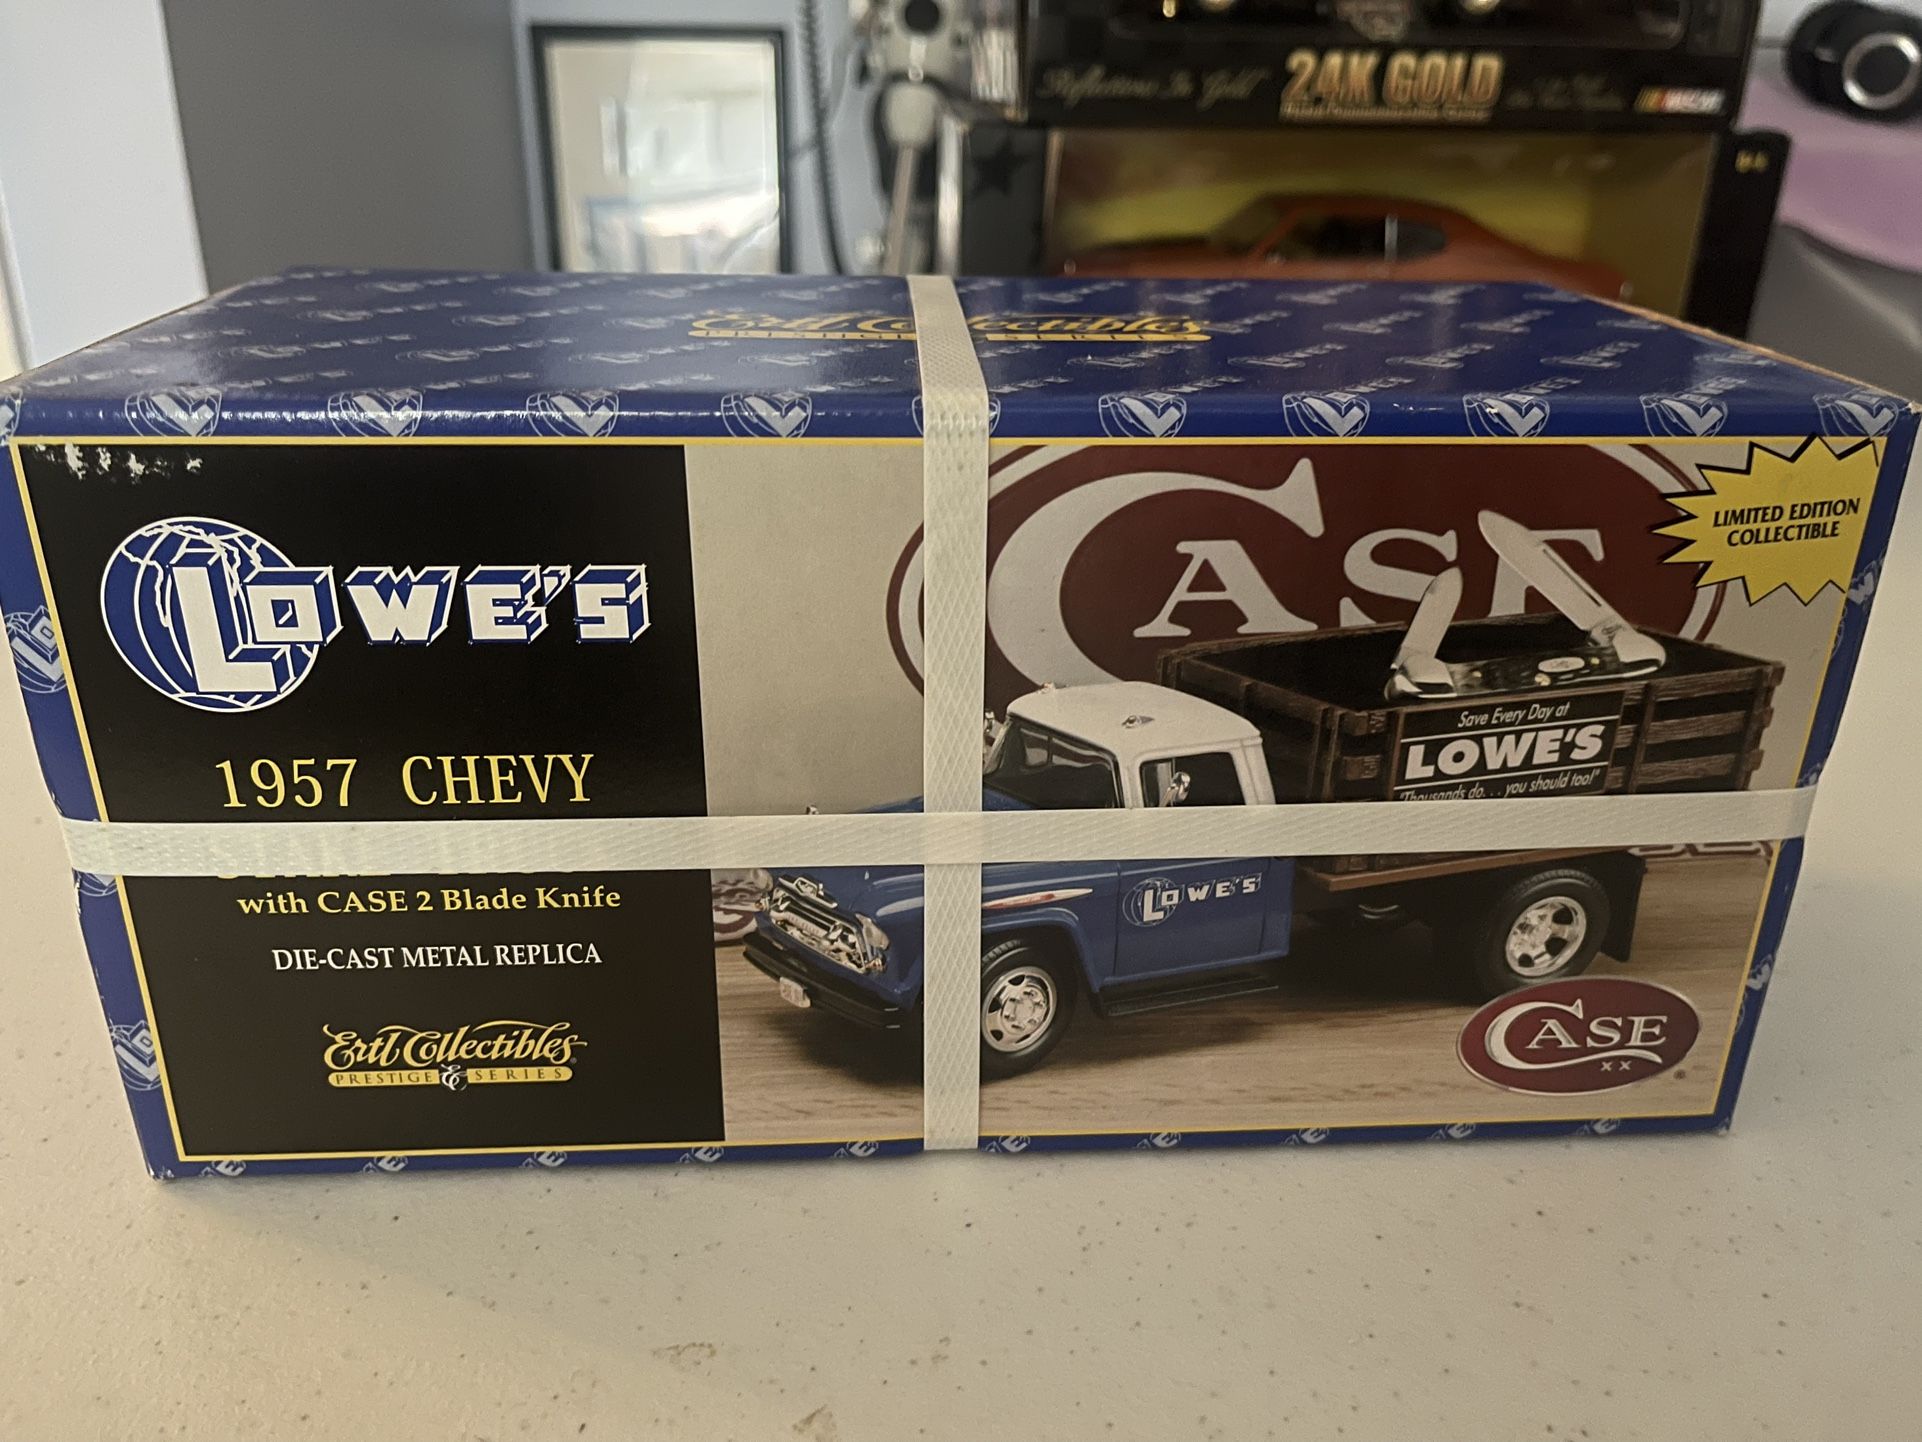 24K GOLD
NASCAR
Ertl Collectibles
PRESTIGE SERIES
LOWE'S
1957 CHEVY
with CASE 2 Blade Knife
DIE-CAST METAL REPLICA
Ertl Collectibles
PRESTIGE SERIES
CASE
LIMITED EDITION
COLLECTIBLE
Save Every Day at
LOWE'S
"Thousands do. . . you should too!"
LOWE'S
CASE
XX